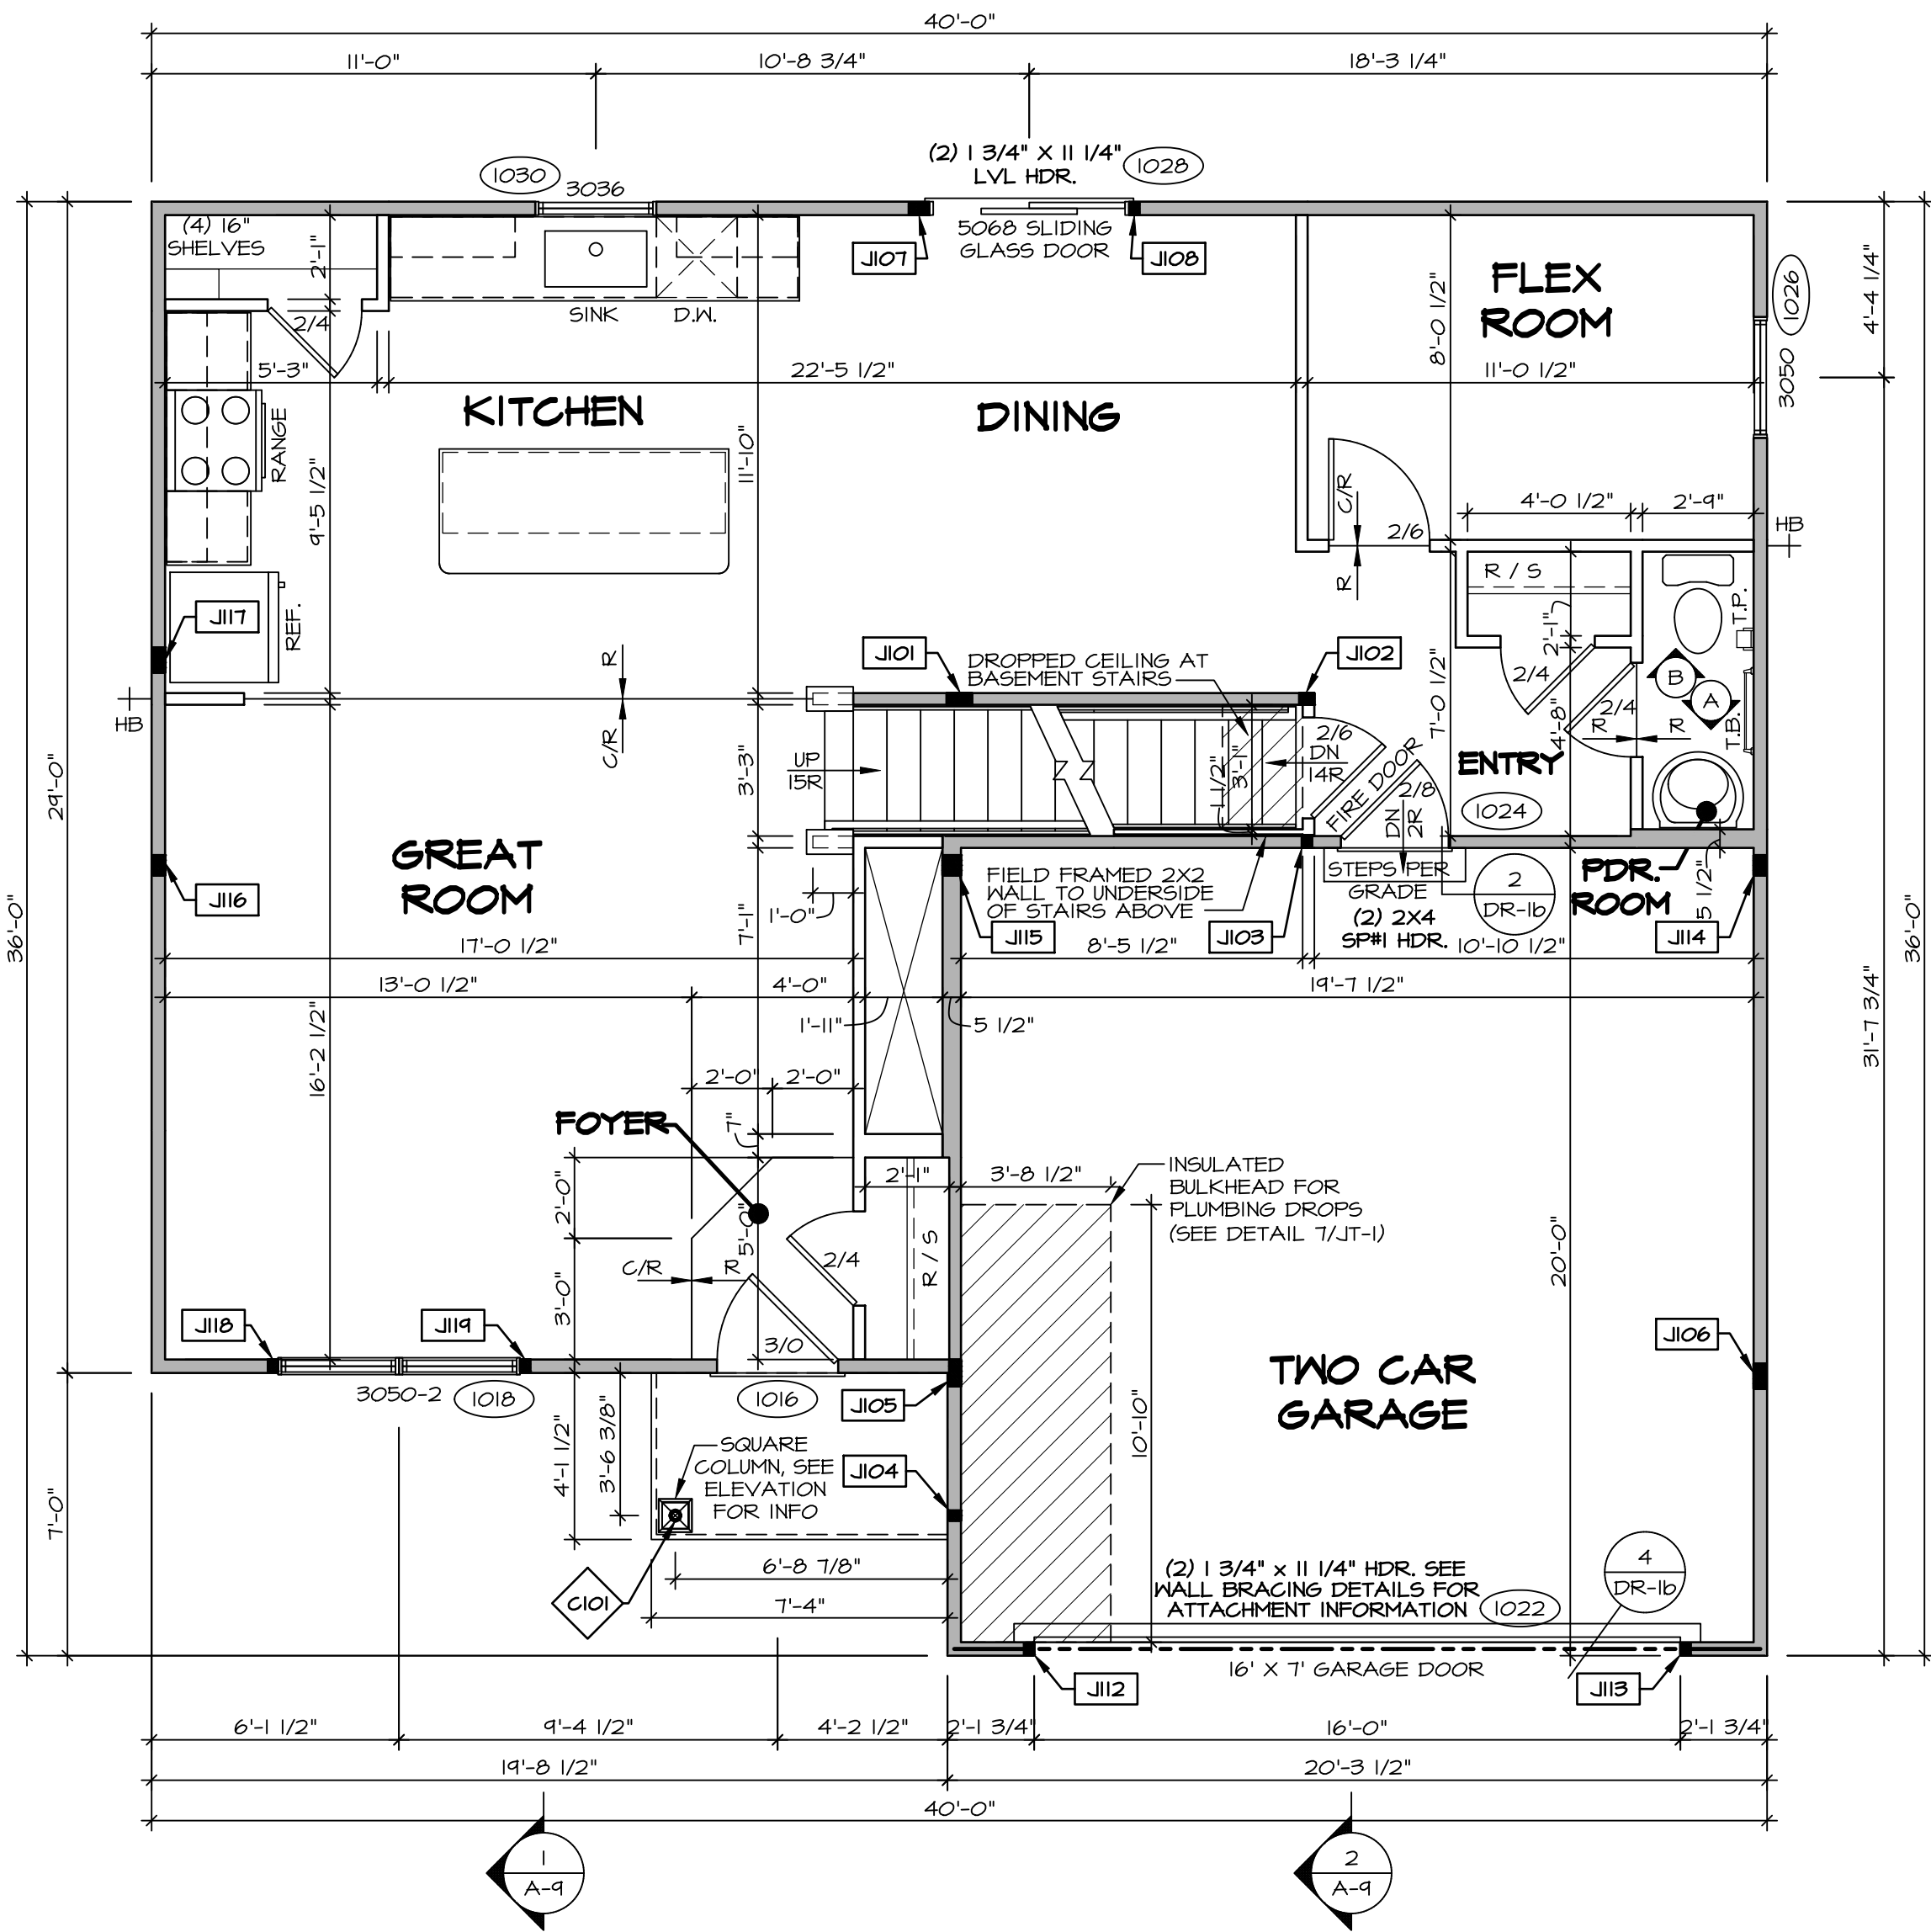 40'-0"
11'-0" 10'-8 3/4" 18'-3 1/4"
(2) 1 3/4" X 11 1/4"
LVL HDR.
1028
1030
3036
(4) 16"
SHELVES
2'-1"
5068 SLIDING
GLASS DOOR
J107
J108
8'-0 1/2"
FLEX
ROOM
1026
3050
4'-4 1/4"
SINK
D.W.
2/4
5'-3"
22'-5 1/2"
11'-0 1/2"
KITCHEN
DINING
RANGE
9'-5 1/2"
11'-10"
C/R
R
2/6
4'-0 1/2"
2'-9"
HB
R / S
T.P.
REF.
J117
2'-1"
J101
DROPPED CEILING AT
BASEMENT STAIRS
J102
7'-0 1/2"
2/4
B
A
2/4
R
R
T.B.
4'-8"
R
C/R
HB
UP
15R
3'-3"
1 1/2"
3'-1"
2/6
DN
14R
FIRE DOOR
2/8
DN
2R
ENTRY
1024
29'-0"
36'-0"
GREAT
ROOM
J116
7'-1"
1'-0"
FIELD FRAMED 2X2
WALL TO UNDERSIDE
OF STAIRS ABOVE
STEPS PER
GRADE
(2) 2X4
SP#1 HDR.
2
DR-1b
PDR.
ROOM
5 1/2"
J115
J103
J114
36'-0"
17'-0 1/2"
8'-5 1/2"
10'-10 1/2"
13'-0 1/2"
4'-0"
19'-7 1/2"
1'-11"
5 1/2"
31'-7 3/4"
16'-2 1/2"
2'-0"
2'-0"
FOYER
7"
2'-0"
2'-1"
3'-8 1/2"
INSULATED
BULKHEAD FOR
PLUMBING DROPS
(SEE DETAIL 7/JT-1)
5'-0"
2/4
R / S
C/R
R
3'-0"
20'-0"
J118
J119
3/0
J106
3050-2
1018
1016
J105
TWO CAR
GARAGE
4'-1 1/2"
3'-6 3/8"
10'-10"
SQUARE
COLUMN, SEE
ELEVATION
FOR INFO
J104
7'-0"
6'-8 7/8"
C101
7'-4"
(2) 1 3/4" x 11 1/4" HDR. SEE
WALL BRACING DETAILS FOR
ATTACHMENT INFORMATION
1022
4
DR-1b
16' X 7' GARAGE DOOR
J112
J113
6'-1 1/2" 9'-4 1/2" 4'-2 1/2" 2'-1 3/4" 16'-0" 2'-1 3/4"
19'-8 1/2" 20'-3 1/2"
40'-0"
1
A-9
2
A-9